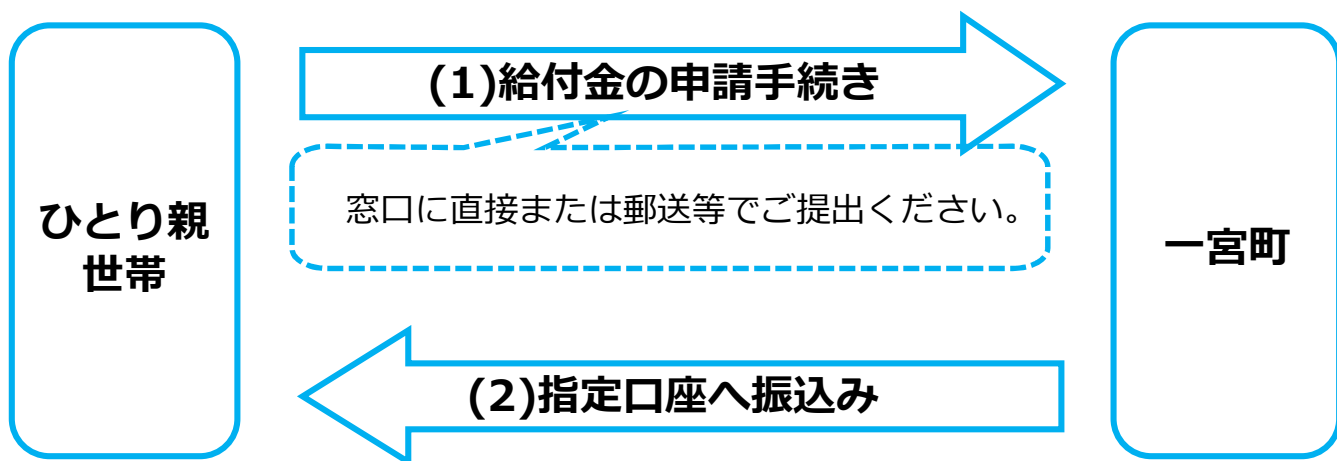 ひとり親
世帯
(1)給付金の申請手続き
窓口に直接または郵送等でご提出ください。
(2)指定口座へ振込み
一宮町